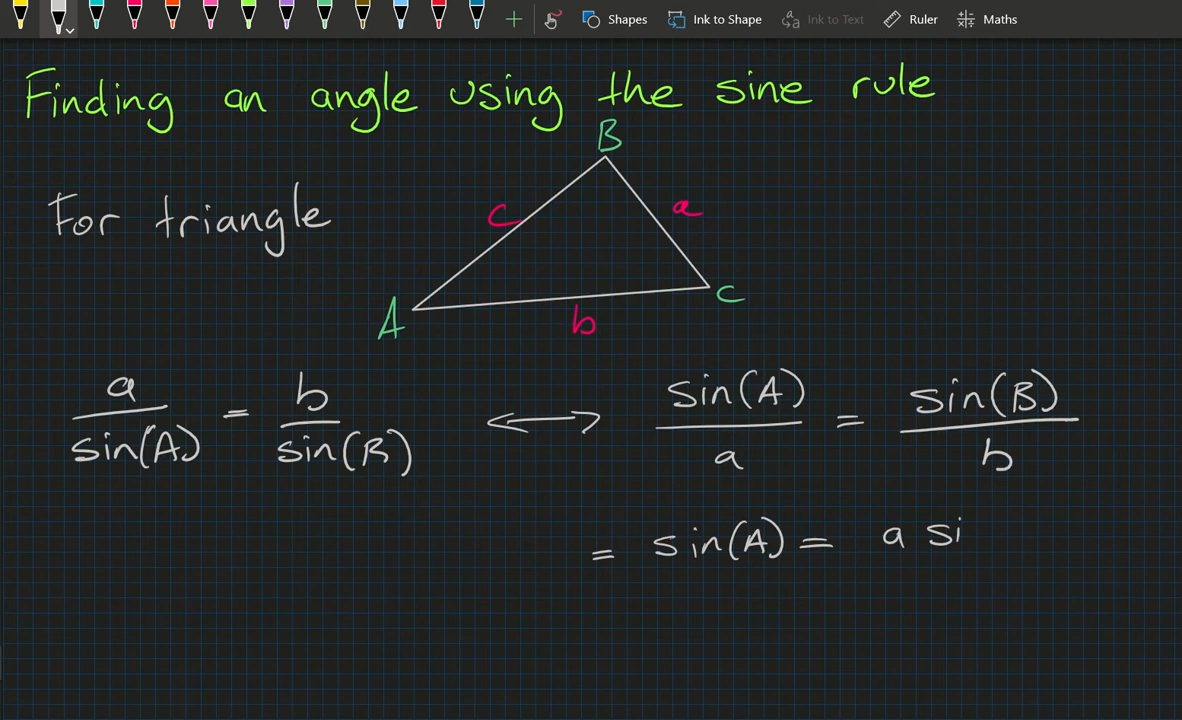 Shapes Ink to Shape Ink to Text Ruler Maths
Finding an angle using the sine rule
B
For triangle
c a
A b C
a/sin(A) = b/sin(B) ⟷ sin(A)/a = sin(B)/b
= sin(A) = a si